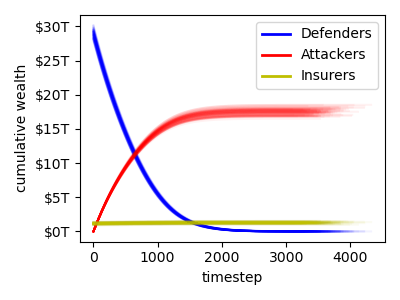 $30T
$25T
$20T
$15T
$10T
$5T
$0T
cumulative wealth
Defenders
Attackers
Insurers
0
1000
2000
3000
4000
timestep